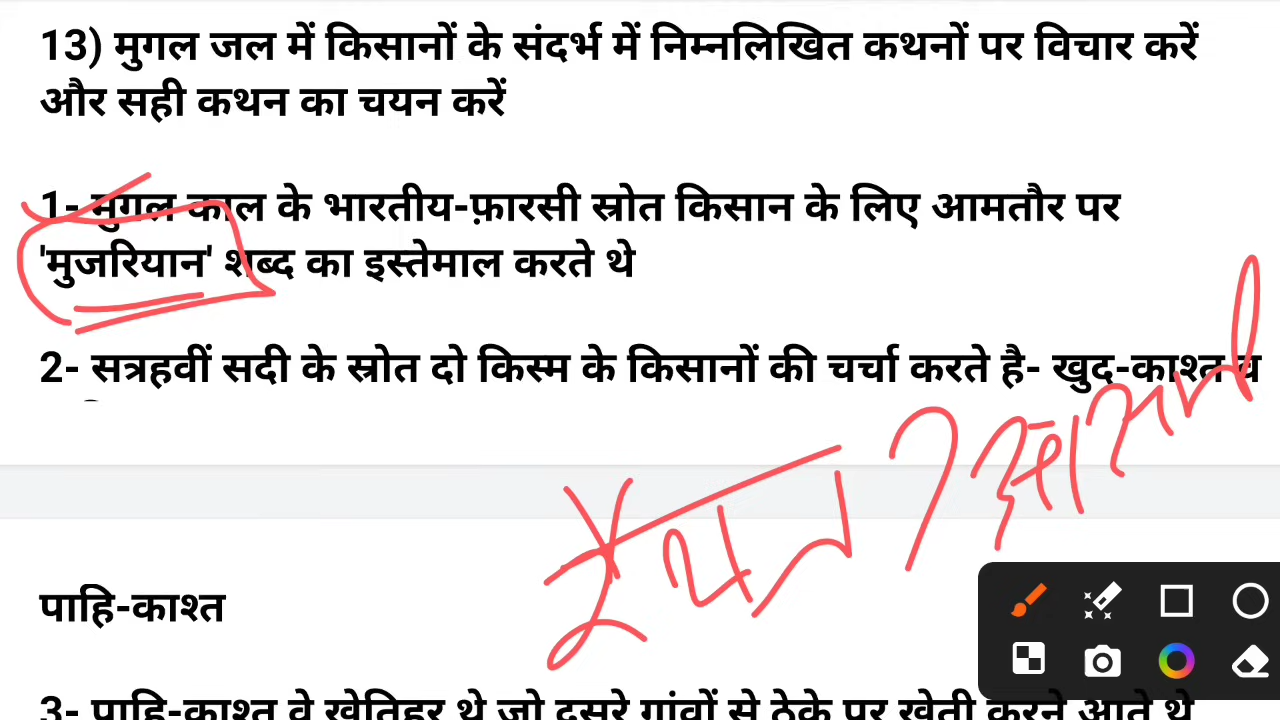 13) मुगल जल में किसानों के संदर्भ में निम्नलिखित कथनों पर विचार करें
और सही कथन का चयन करें
1- मुगल काल के भारतीय-फ़ारसी स्रोत किसान के लिए आमतौर पर
'मुजरियान' शब्द का इस्तेमाल करते थे
2- सत्रहवीं सदी के स्रोत दो किस्म के किसानों की चर्चा करते है- खुद-काश्त व
पाहि-काश्त
3- पाहि-काश्त वे खेतिहर थे जो दूसरे गांवों से ठेके पर खेती करने आते थे